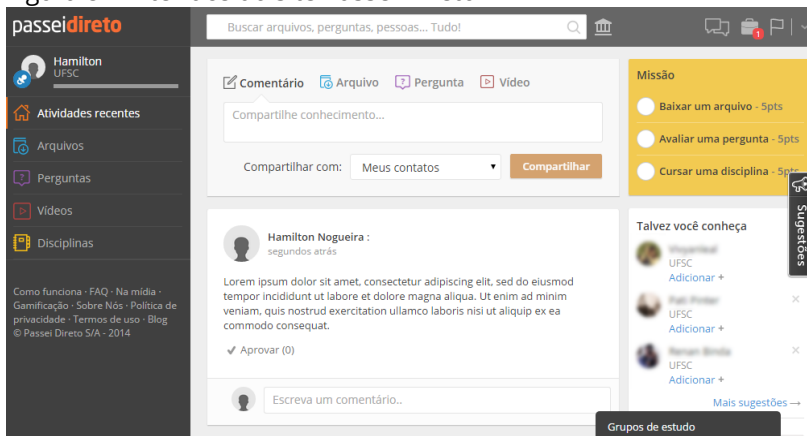 passeidireto
Buscar arquivos, perguntas, pessoas... Tudo!
1
Hamilton
UFSC
Atividades recentes
Arquivos
Perguntas
Vídeos
Disciplinas
Como funciona · FAQ · Na mídia ·
Gamificação · Sobre Nós · Política de
privacidade · Termos de uso · Blog
© Passei Direto S/A - 2014
Comentário Arquivo Pergunta Vídeo
Compartilhe conhecimento...
Compartilhar com: Meus contatos Compartilhar
Hamilton Nogueira :
segundos atrás
Lorem ipsum dolor sit amet, consectetur adipiscing elit, sed do eiusmod
tempor incididunt ut labore et dolore magna aliqua. Ut enim ad minim
veniam, quis nostrud exercitation ullamco laboris nisi ut aliquip ex ea
commodo consequat.
Aprovar (0)
Escreva um comentário..
Missão
Baixar um arquivo - 5pts
Avaliar uma pergunta - 5pts
Cursar uma disciplina - 5pts
Sugestões
Talvez você conheça
UFSC
Adicionar +
UFSC
Adicionar +
UFSC
Adicionar +
Mais sugestões →
Grupos de estudo